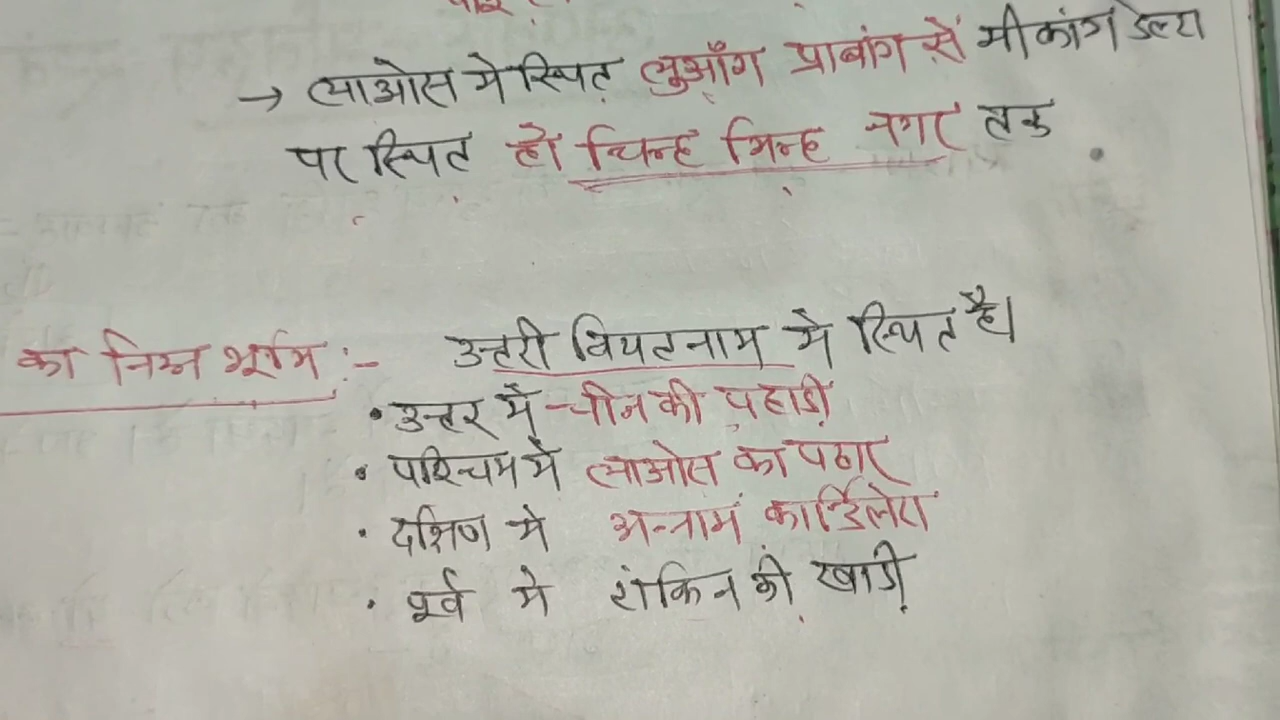 → लाओस मे स्थित लुआँग प्राबांग से मीकांग डेल्टा
पर स्थित हो चिन्ह मिन्ह नगर तक
का निम्न भूमि :- उत्तरी वियतनाम मे स्थित है।
• उत्तर में - चीन की पहाड़ी
• पश्चिम मे लाओस का पठार
• दक्षिण मे अन्नाम कार्डिलेरा
• पूर्व मे टोंकिन की खाड़ी